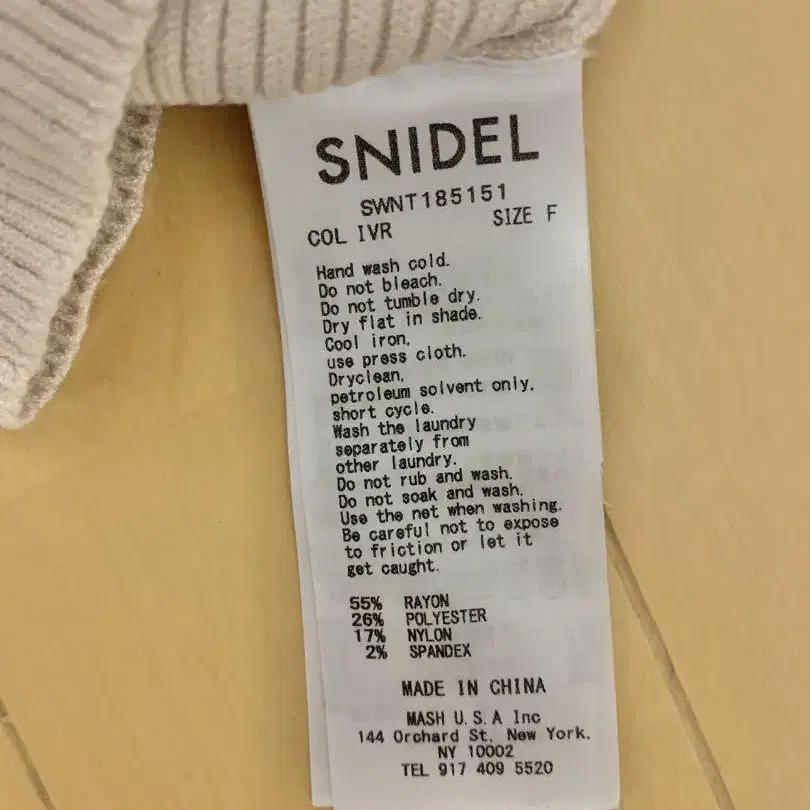 SNIDEL
SWNT185151
COL IVR SIZE F
Hand wash cold.
Do not bleach.
Do not tumble dry.
Dry flat in shade.
Cool iron,
use press cloth.
Dryclean,
petroleum solvent only,
short cycle.
Wash the laundry
separately from
other laundry.
Do not rub and wash.
Do not soak and wash.
Use the net when washing.
Be careful not to expose
to friction or let it
get caught.
55% RAYON
26% POLYESTER
17% NYLON
2% SPANDEX
MADE IN CHINA
MASH U.S.A Inc
144 Orchard St, New York,
NY 10002
TEL 917 409 5520